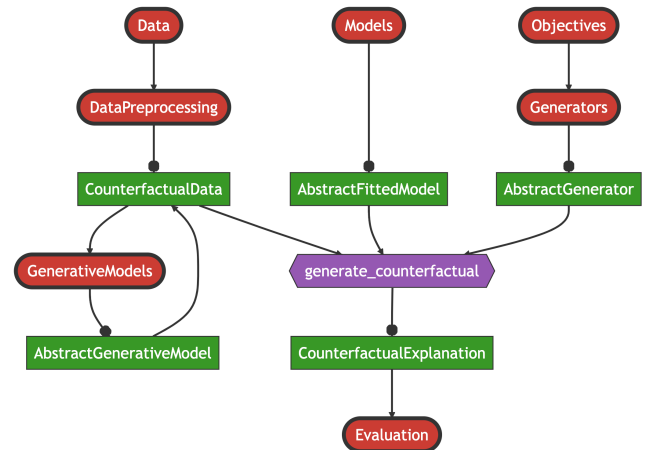 Data
Models
Objectives
DataPreprocessing
Generators
CounterfactualData
AbstractFittedModel
AbstractGenerator
GenerativeModels
generate_counterfactual
AbstractGenerativeModel
CounterfactualExplanation
Evaluation